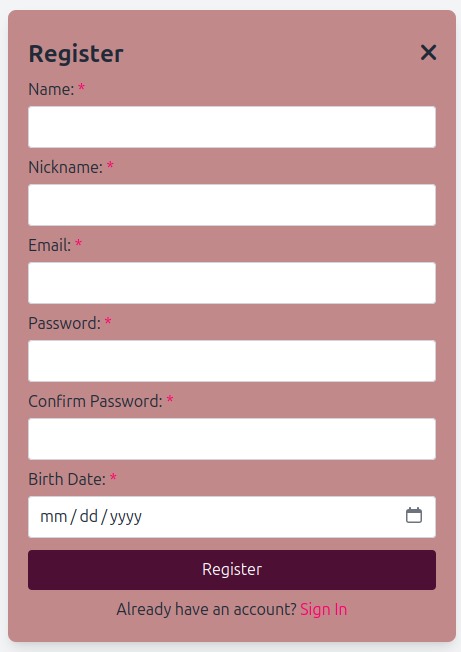 Register
Name: *
Nickname: *
Email: *
Password: *
Confirm Password: *
Birth Date: *
mm/dd/yyyy
Register
Already have an account? Sign In